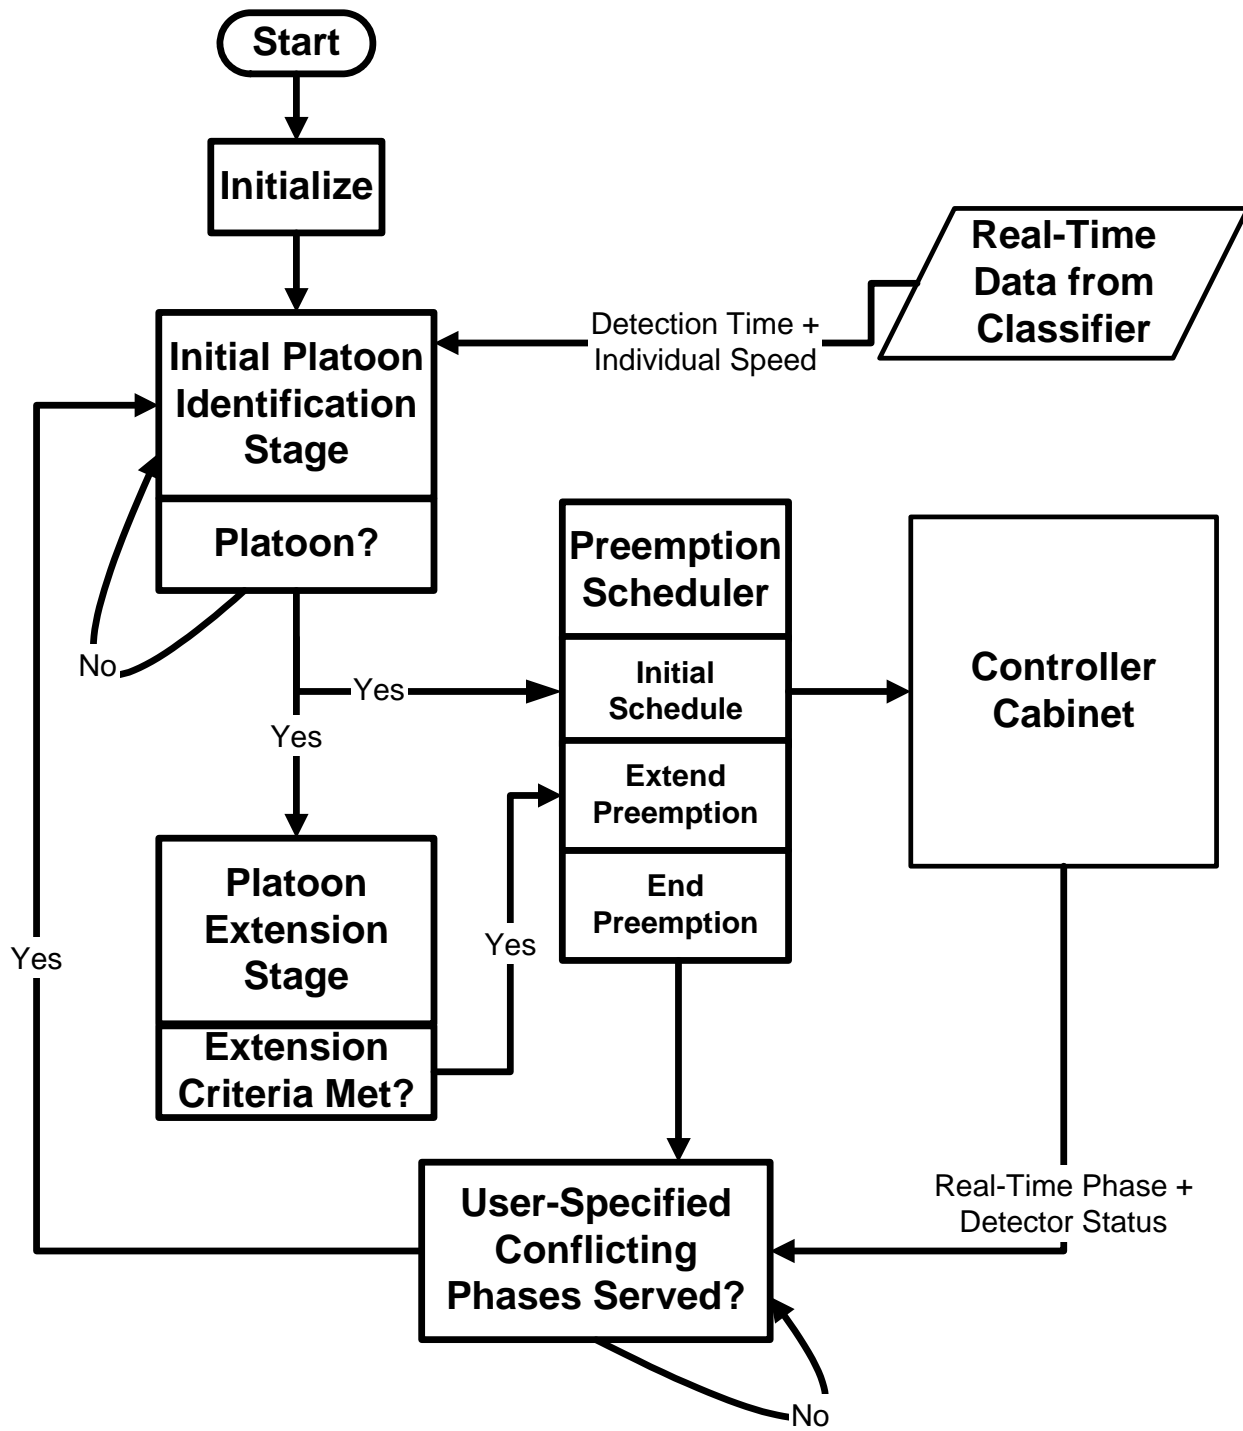 Start
Initialize
Real-Time
Data from
Classifier
Detection Time +
Individual Speed
Initial Platoon
Identification
Stage
Platoon?
No
Yes
Yes
Preemption
Scheduler
Initial
Schedule
Extend
Preemption
End
Preemption
Controller
Cabinet
Platoon
Extension
Stage
Extension
Criteria Met?
Yes
Yes
User-Specified
Conflicting
Phases Served?
Real-Time Phase +
Detector Status
No